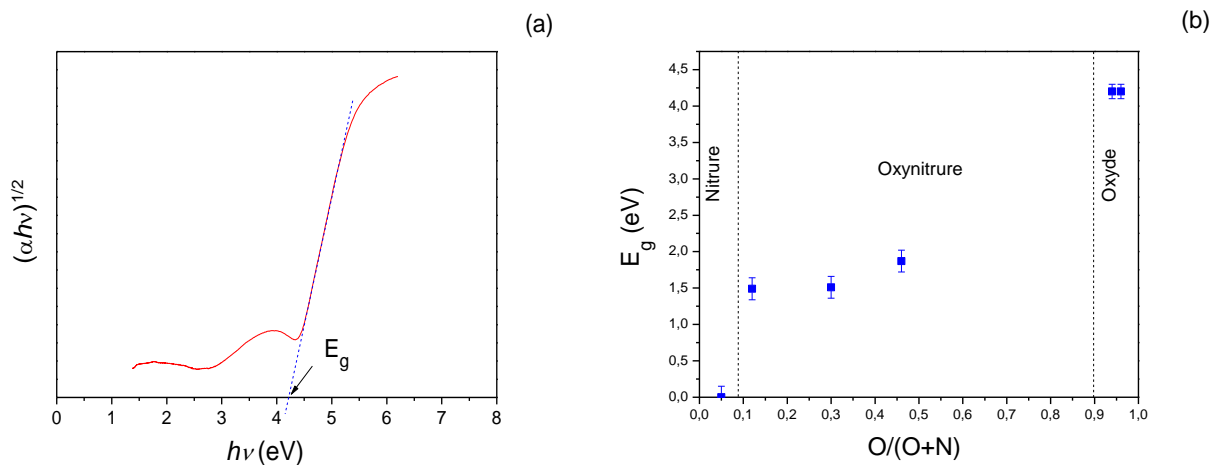 (a)
(αhν)1/2
Eg
0 1 2 3 4 5 6 7 8
hν (eV)
(b)
4,5
4,0
3,5
3,0
2,5
2,0
1,5
1,0
0,5
0,0
Eg (eV)
Nitrure
Oxynitrure
Oxyde
0,0 0,1 0,2 0,3 0,4 0,5 0,6 0,7 0,8 0,9 1,0
O/(O+N)